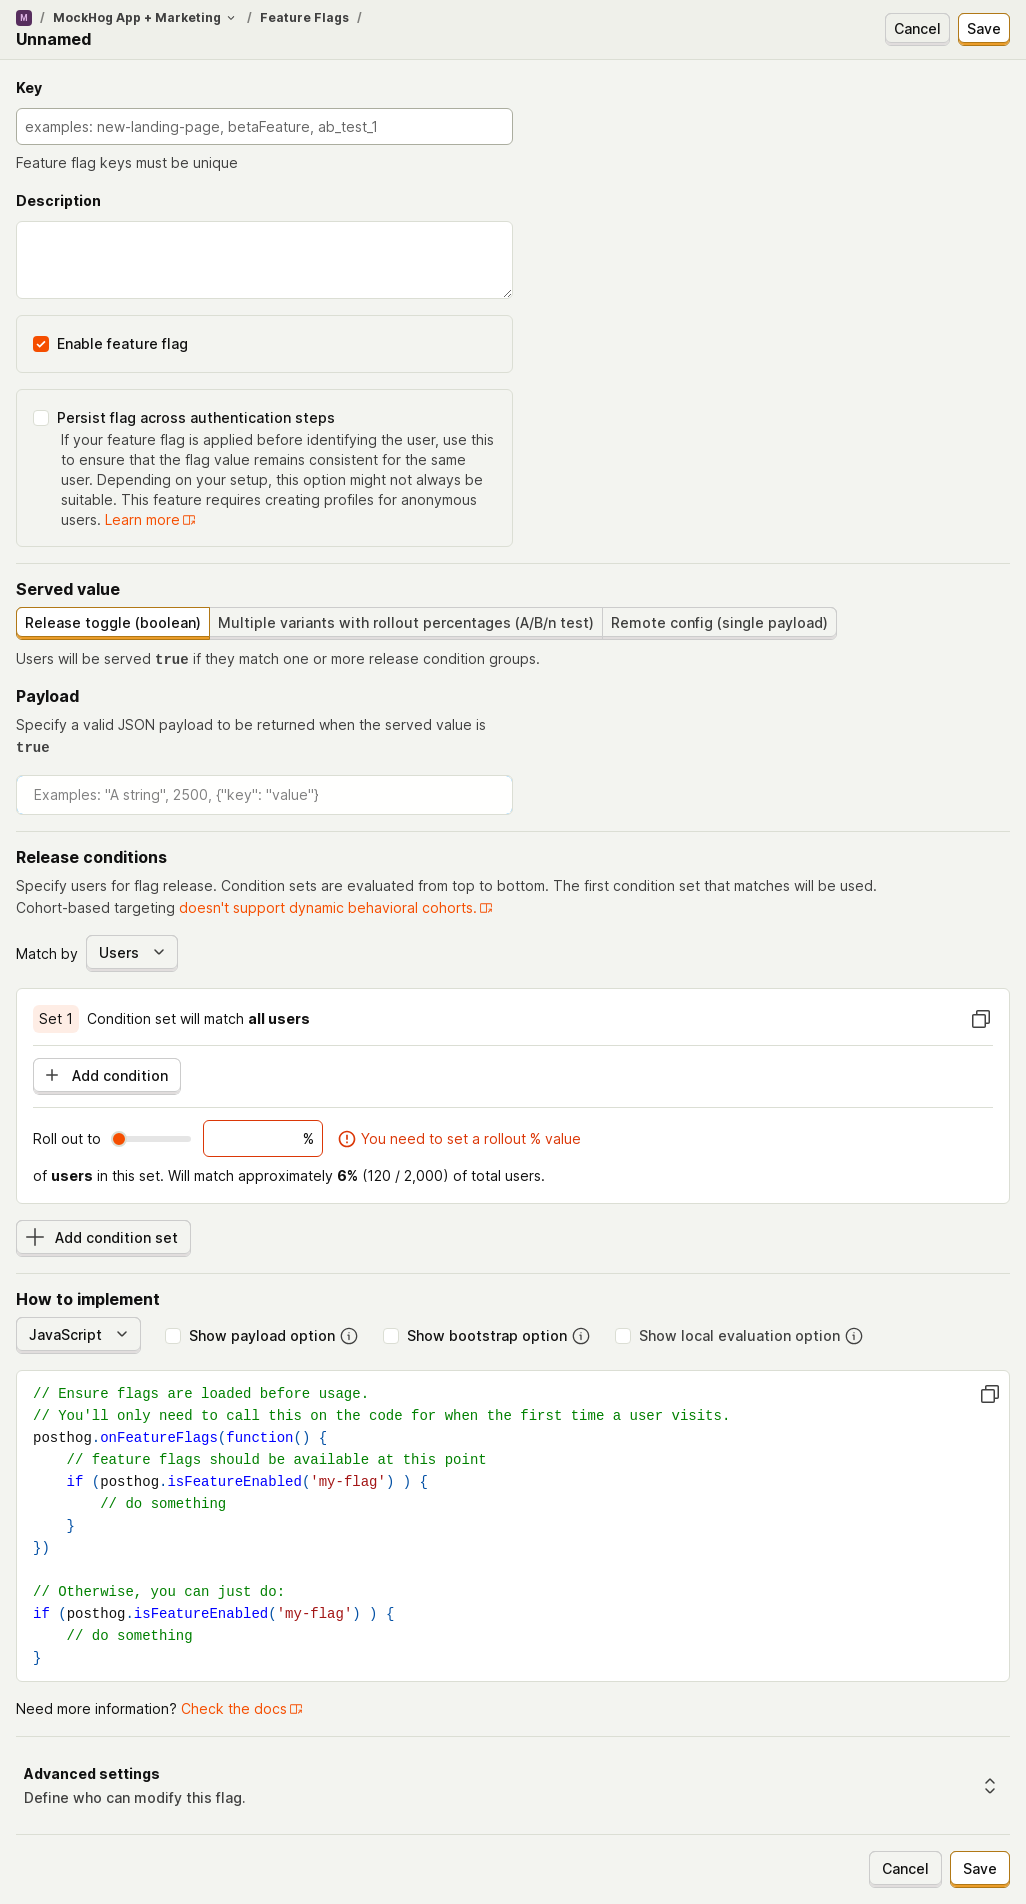 M / MockHog App + Marketing / Feature Flags /
Unnamed
Cancel
Save
Key
examples: new-landing-page, betaFeature, ab_test_1
Feature flag keys must be unique
Description
Enable feature flag
Persist flag across authentication steps
If your feature flag is applied before identifying the user, use this
to ensure that the flag value remains consistent for the same
user. Depending on your setup, this option might not always be
suitable. This feature requires creating profiles for anonymous
users. Learn more
Served value
Release toggle (boolean)
Multiple variants with rollout percentages (A/B/n test)
Remote config (single payload)
Users will be served true if they match one or more release condition groups.
Payload
Specify a valid JSON payload to be returned when the served value is
true
Examples: "A string", 2500, {"key": "value"}
Release conditions
Specify users for flag release. Condition sets are evaluated from top to bottom. The first condition set that matches will be used.
Cohort-based targeting doesn't support dynamic behavioral cohorts.
Match by
Users
Set 1 Condition set will match all users
Add condition
Roll out to
%
You need to set a rollout % value
of users in this set. Will match approximately 6% (120 / 2,000) of total users.
Add condition set
How to implement
JavaScript
Show payload option
Show bootstrap option
Show local evaluation option
// Ensure flags are loaded before usage.
// You'll only need to call this on the code for when the first time a user visits.
posthog.onFeatureFlags(function() {
    // feature flags should be available at this point
    if (posthog.isFeatureEnabled('my-flag') ) {
        // do something
    }
})
// Otherwise, you can just do:
if (posthog.isFeatureEnabled('my-flag') ) {
    // do something
}
Need more information? Check the docs
Advanced settings
Define who can modify this flag.
Cancel
Save